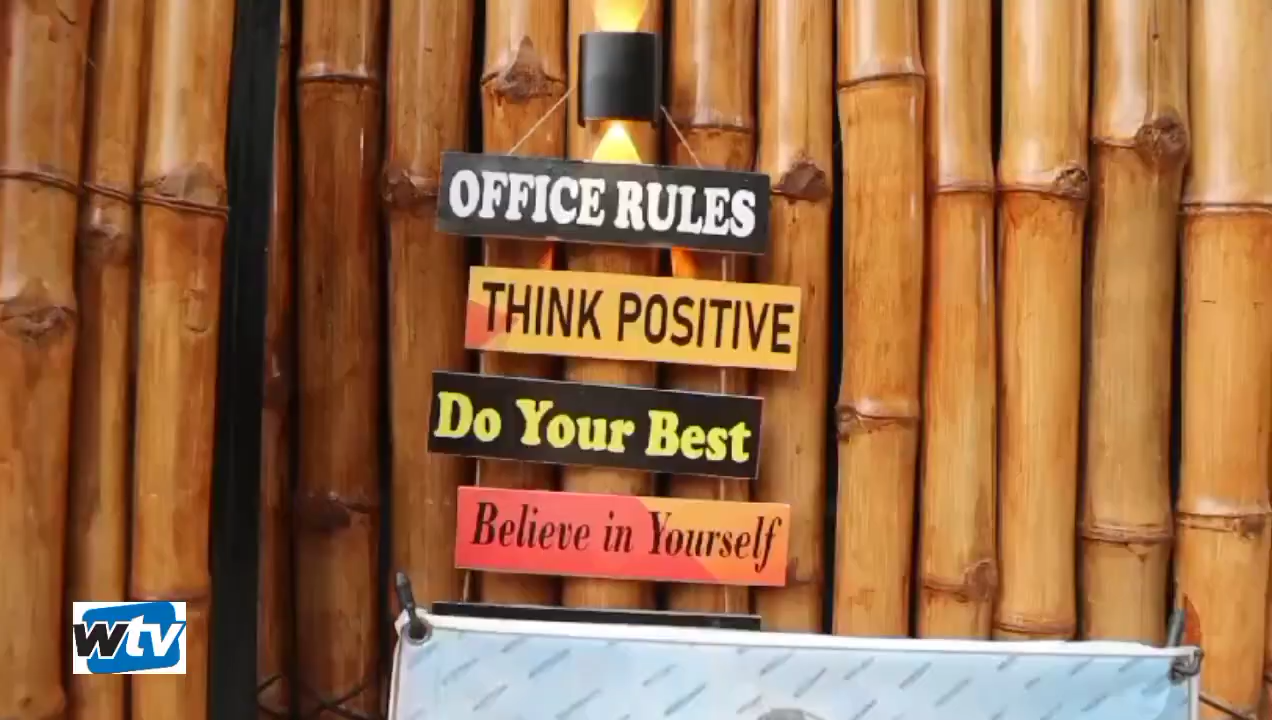 OFFICE RULES
THINK POSITIVE
Do Your Best
Believe in Yourself
wtv